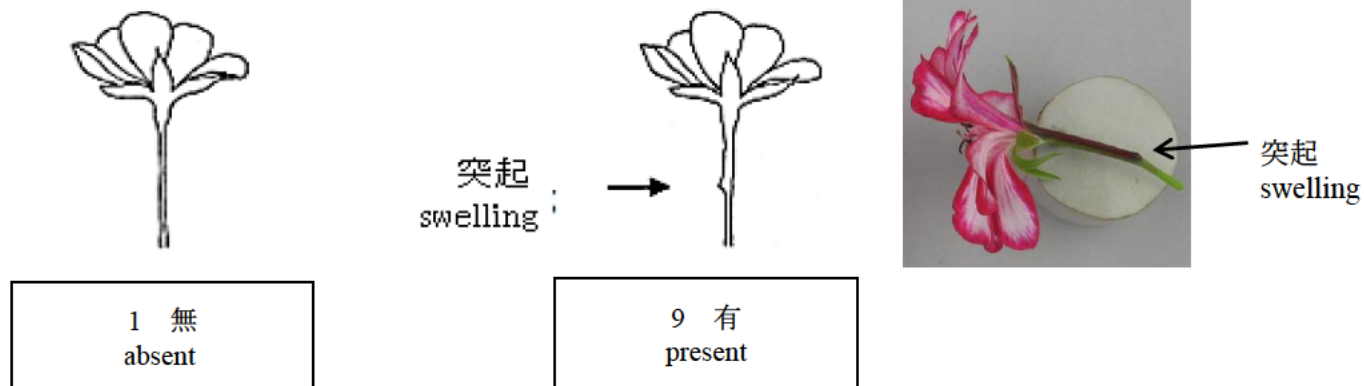 突起
swelling ;
突起
swelling
1 無
absent
9 有
present